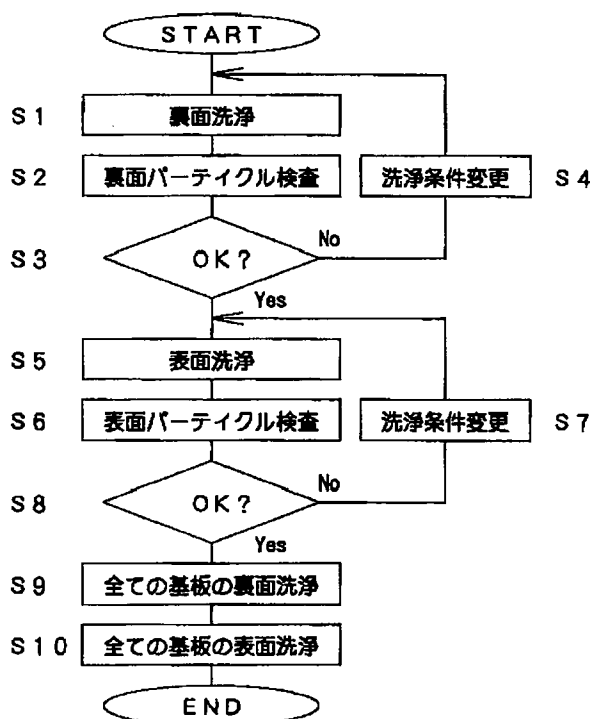 START
S1 裏面洗浄
S2 裏面パーティクル検査 洗浄条件変更 S4
No
S3 OK?
Yes
S5 表面洗浄
S6 表面パーティクル検査 洗浄条件変更 S7
No
S8 OK?
Yes
S9 全ての基板の裏面洗浄
S10 全ての基板の表面洗浄
END